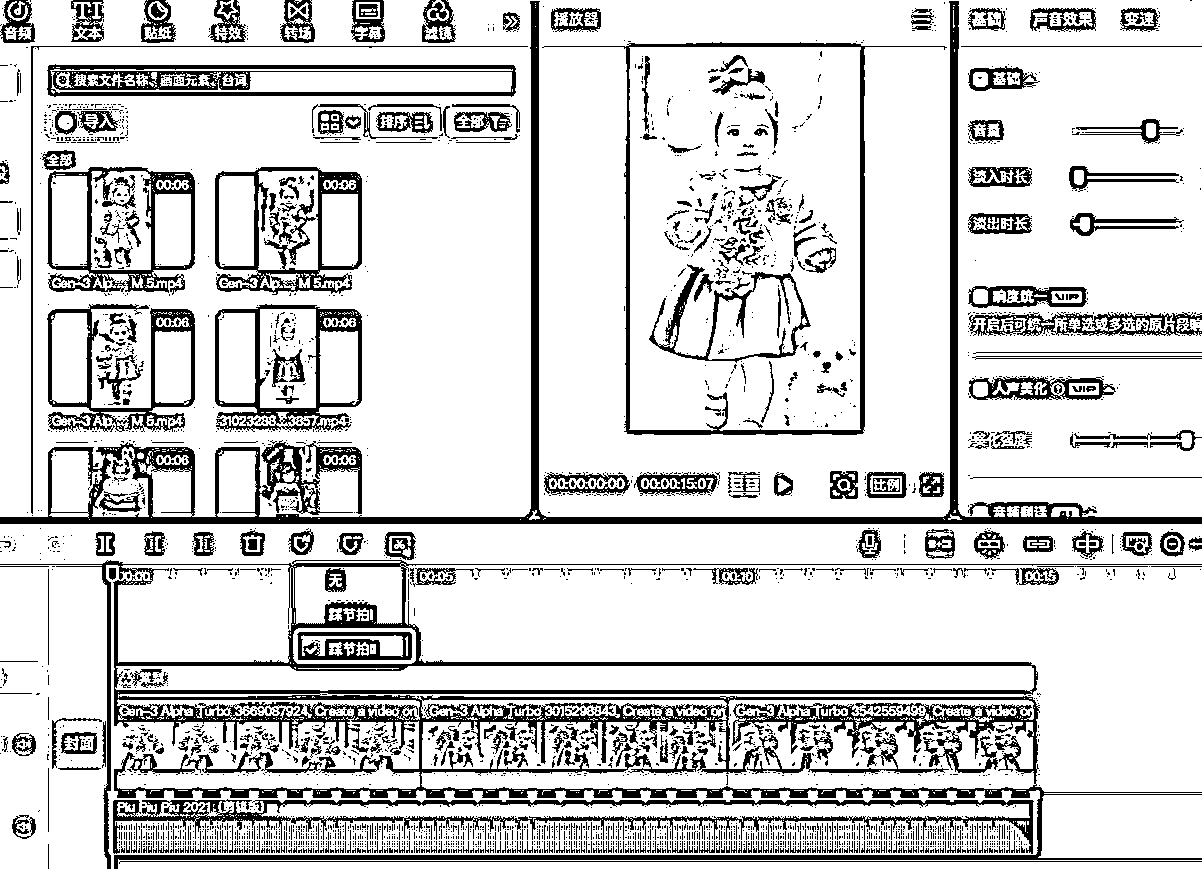 音频 文本 贴纸 特效 转场 字幕 滤镜
搜索文件名称、画面元素、台词
导入
排序
全部
全部
00:06
00:06
Gen-3 Alp... M 5.mp4
Gen-3 Alp... M 5.mp4
00:06
00:06
Gen-3 Alp... M 5.mp4
00:06
00:06
播放器
00:00:00:00 00:00:15:07
比例
基础 声音效果 变速
基础
音量
淡入时长
淡出时长
响度统一 VIP
开启后可统一所单选或多选的原片段
人声美化 VIP
美化强度
00:00 00:05 00:10 00:15
无
踩节拍I
踩节拍II
复刻
封面
Gen-3 Alpha Turbo 3669087924, Create a video on
Gen-3 Alpha Turbo 3015298843, Create a video on
Gen-3 Alpha Turbo 3542559499, Create a video on
Piu Piu Piu 2021 (剪辑版)